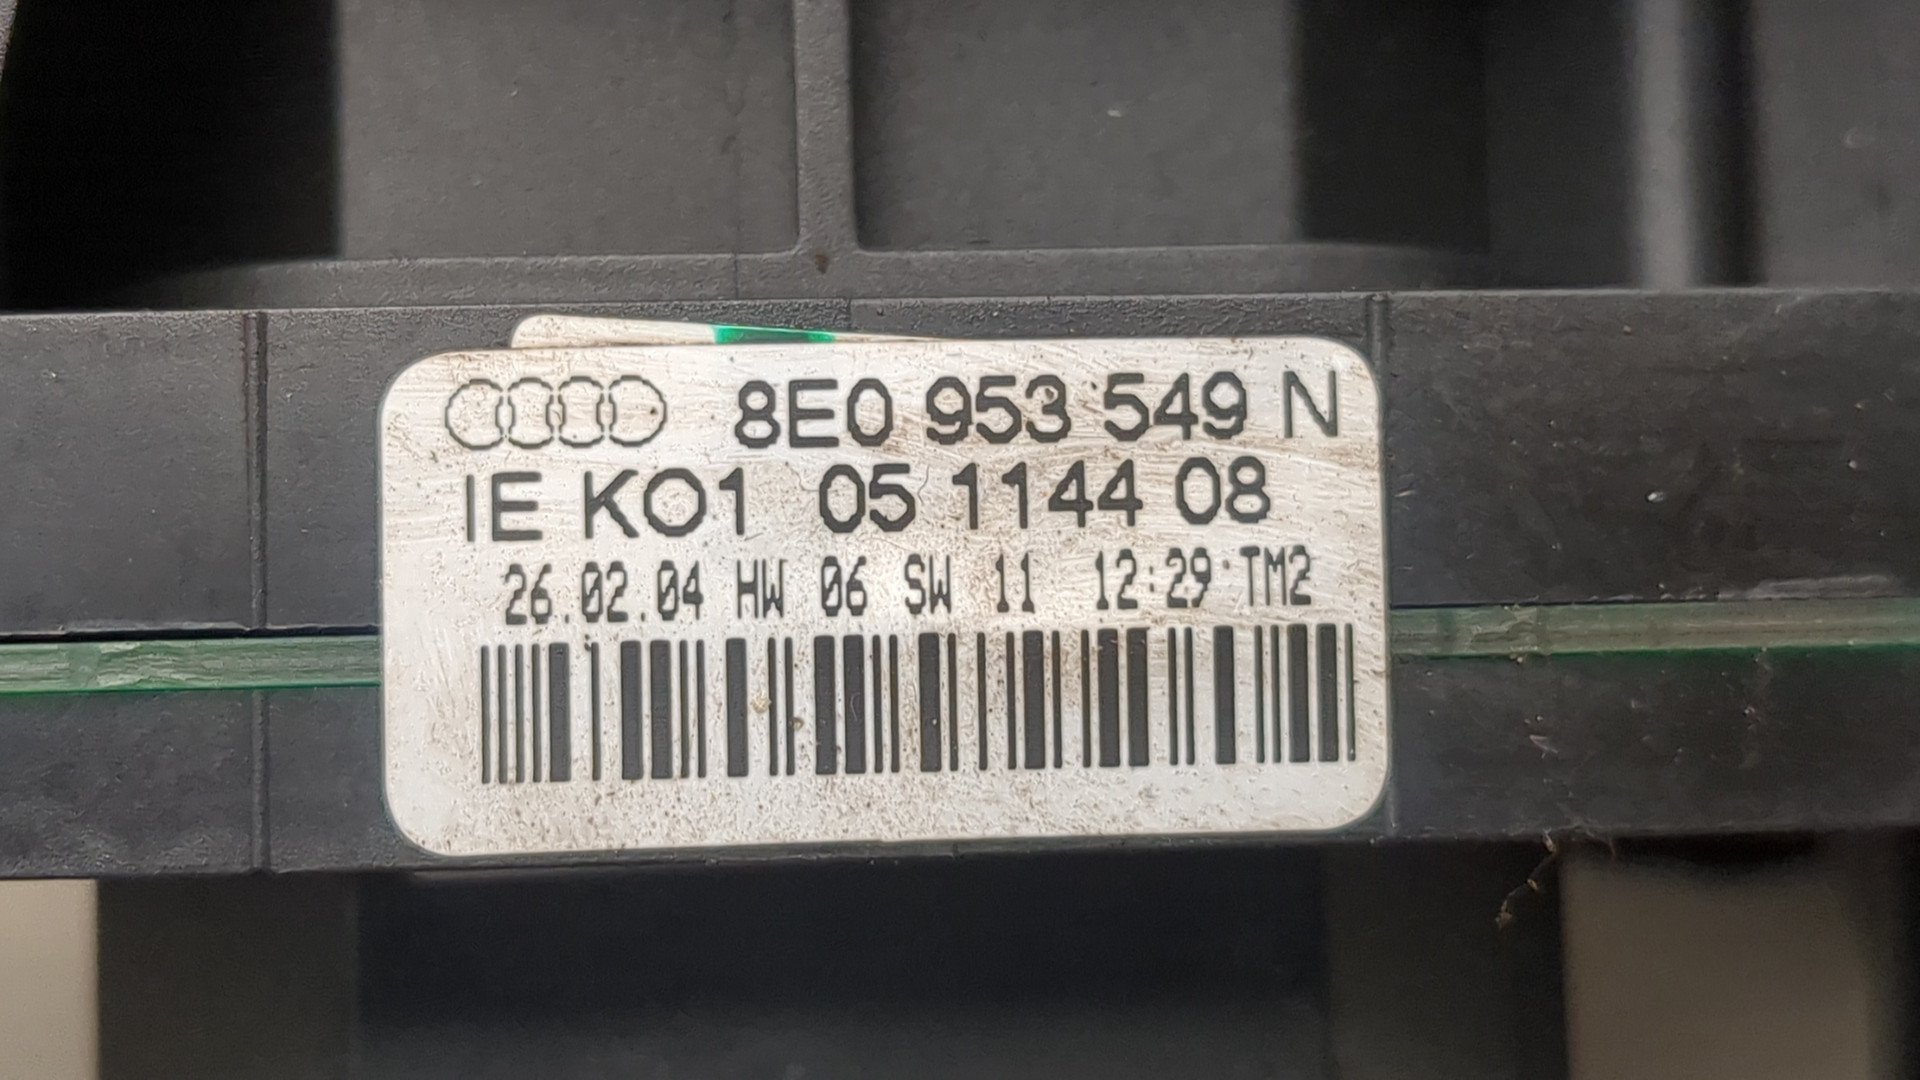 8E0 953 549 N
IE KO1 05 1144 08
26.02.04 HW 06 SW 11 12:29 TM2